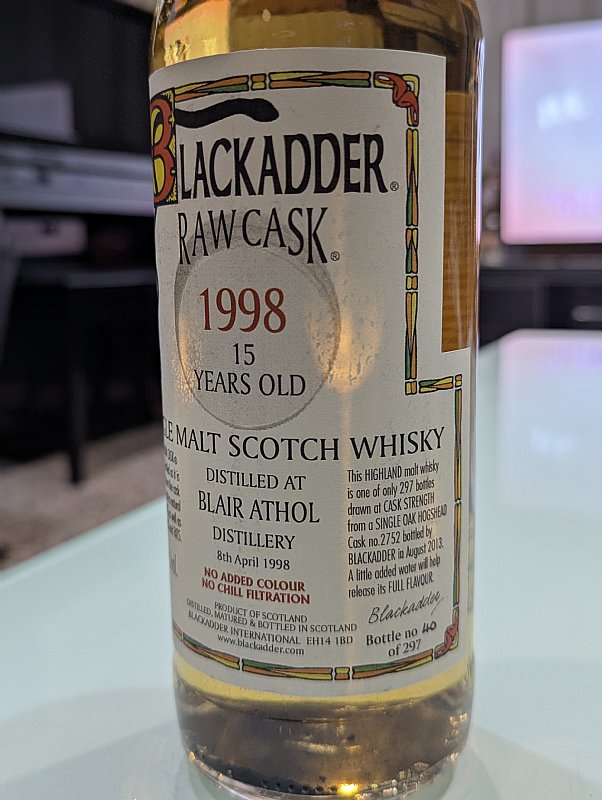 BLACKADDER®
RAW CASK®
1998
15
YEARS OLD
MALT SCOTCH WHISKY
DISTILLED AT
BLAIR ATHOL
DISTILLERY
8th April 1998
NO ADDED COLOUR
NO CHILL FILTRATION
PRODUCT OF SCOTLAND
DISTILLED, MATURED & BOTTLED IN SCOTLAND
BLACKADDER INTERNATIONAL EH14 1BD
www.blackadder.com
This HIGHLAND malt whisky
is one of only 297 bottles
drawn at CASK STRENGTH
from a SINGLE OAK HOGSHEAD
Cask no.2752 bottled by
BLACKADDER in August 2013.
A little added water will help
release its FULL FLAVOUR.
Blackadder
Bottle no 40
of 297